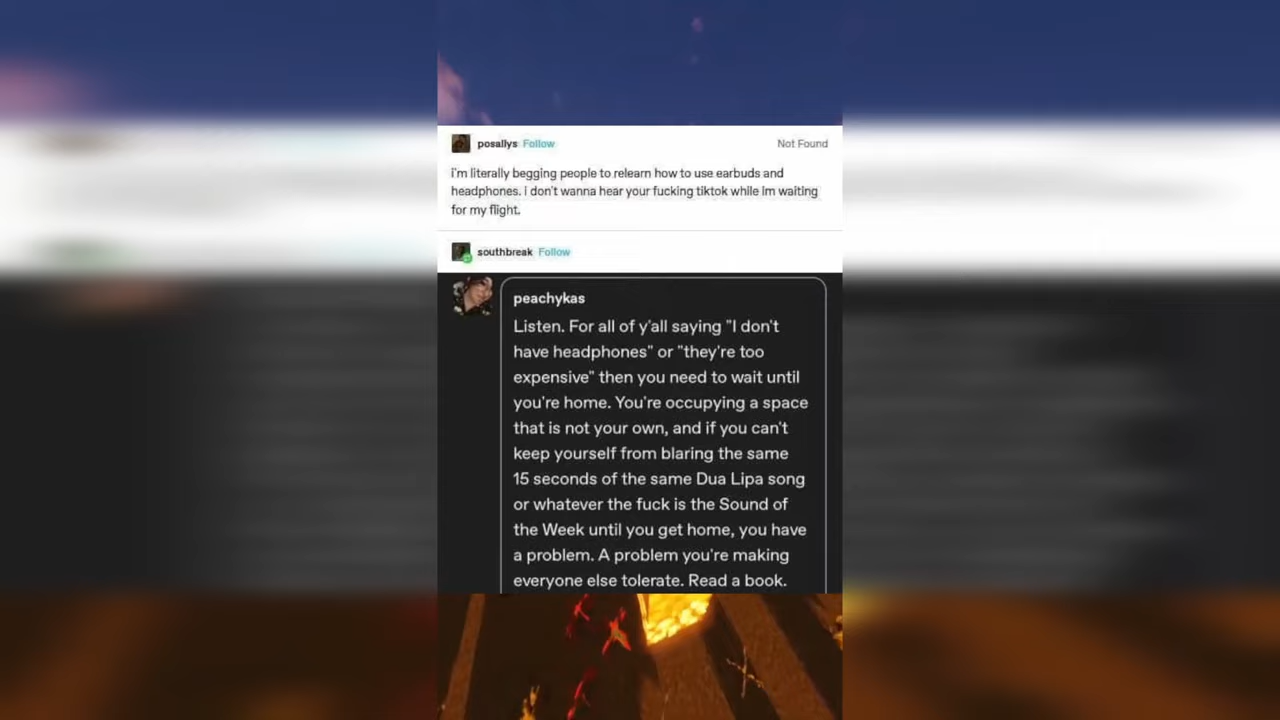 posallys Follow Not Found
i'm literally begging people to relearn how to use earbuds and
headphones. i don't wanna hear your fucking tiktok while im waiting
for my flight.
southbreak Follow
peachykas
Listen. For all of y'all saying "I don't
have headphones" or "they're too
expensive" then you need to wait until
you're home. You're occupying a space
that is not your own, and if you can't
keep yourself from blaring the same
15 seconds of the same Dua Lipa song
or whatever the fuck is the Sound of
the Week until you get home, you have
a problem. A problem you're making
everyone else tolerate. Read a book.